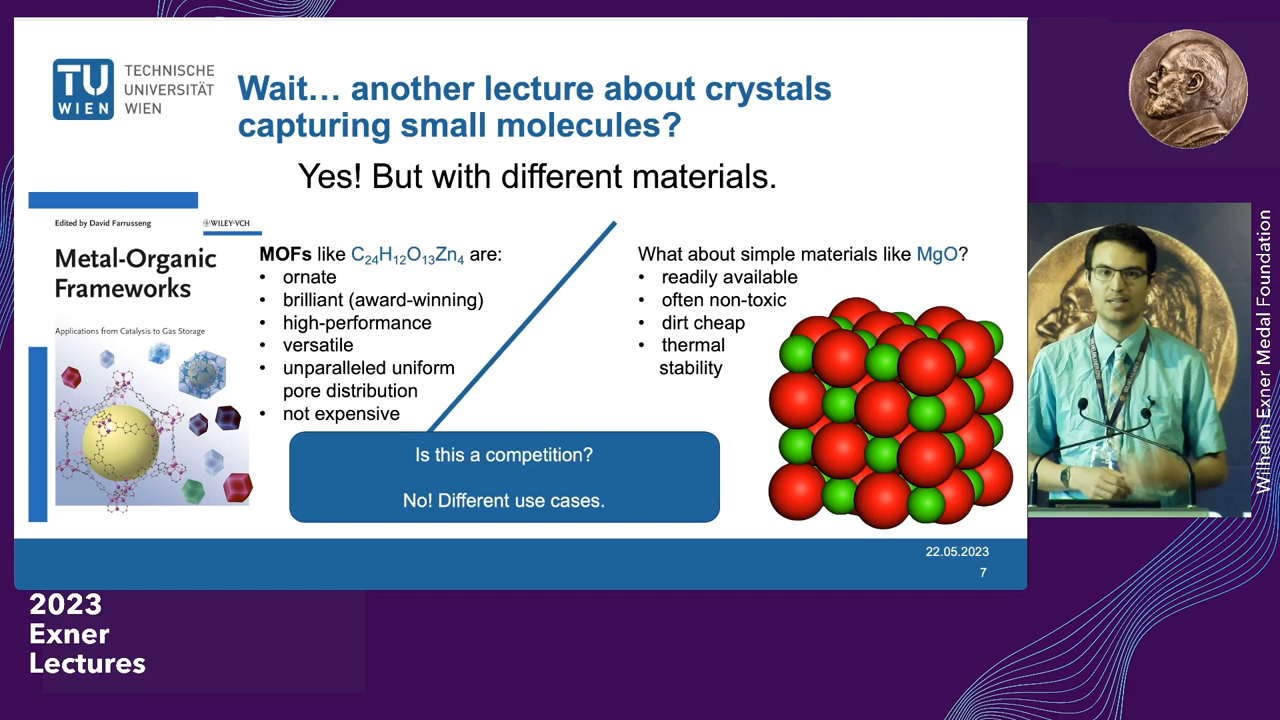 TU
WIEN
TECHNISCHE
UNIVERSITÄT
WIEN
Wait… another lecture about crystals
capturing small molecules?
Yes! But with different materials.
Edited by David Farrusseng
WILEY-VCH
Metal-Organic
Frameworks
Applications from Catalysis to Gas Storage
MOFs like C24H12O13Zn4 are:
• ornate
• brilliant (award-winning)
• high-performance
• versatile
• unparalleled uniform
pore distribution
• not expensive
What about simple materials like MgO?
• readily available
• often non-toxic
• dirt cheap
• thermal
stability
Is this a competition?
No! Different use cases.
22.05.2023
7
Wilhelm Exner Medal Foundation
2023
Exner
Lectures